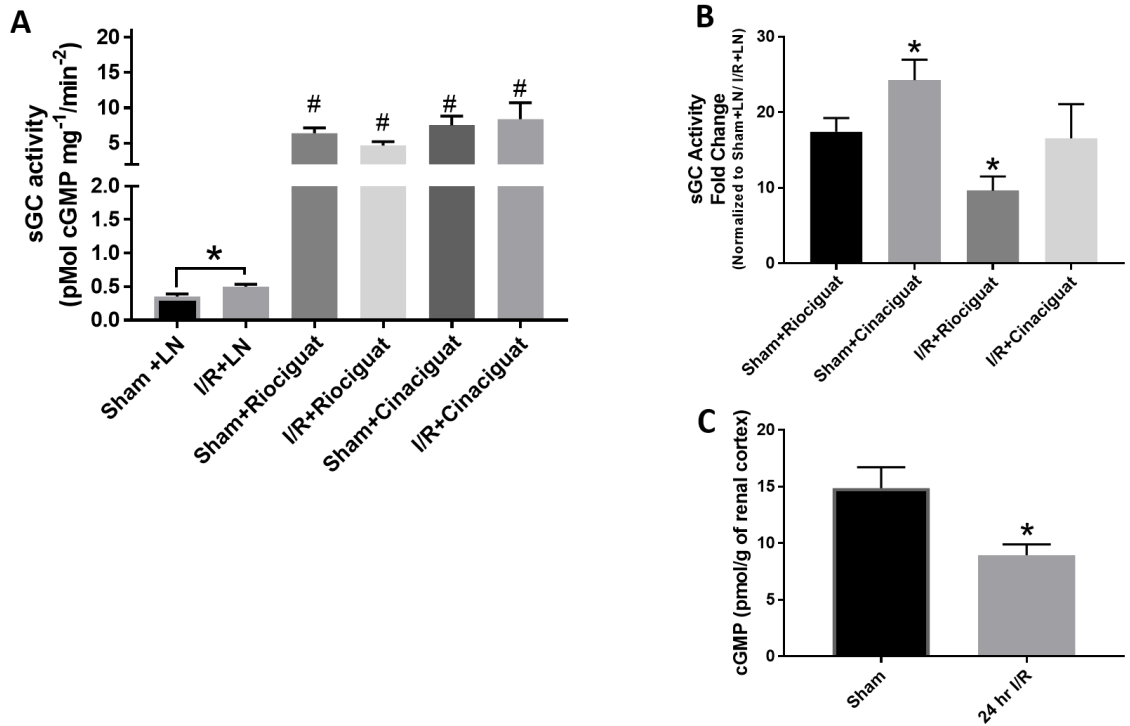 A
sGC activity
(pMol cGMP mg⁻¹/min⁻²)
20
15
10
5
2.0
1.5
1.0
0.5
0.0
*
#
#
#
#
Sham +LN
I/R+LN
Sham+Riociguat
I/R+Riociguat
Sham+Cinaciguat
I/R+Cinaciguat
B
sGC Activity
Fold Change
(Normalized to Sham+LN/ I/R+LN)
30
20
10
0
*
*
Sham+Riociguat
Sham+Cinaciguat
I/R+Riociguat
I/R+Cinaciguat
C
cGMP (pmol/g of renal cortex)
20
15
10
5
0
*
Sham
24 hr I/R